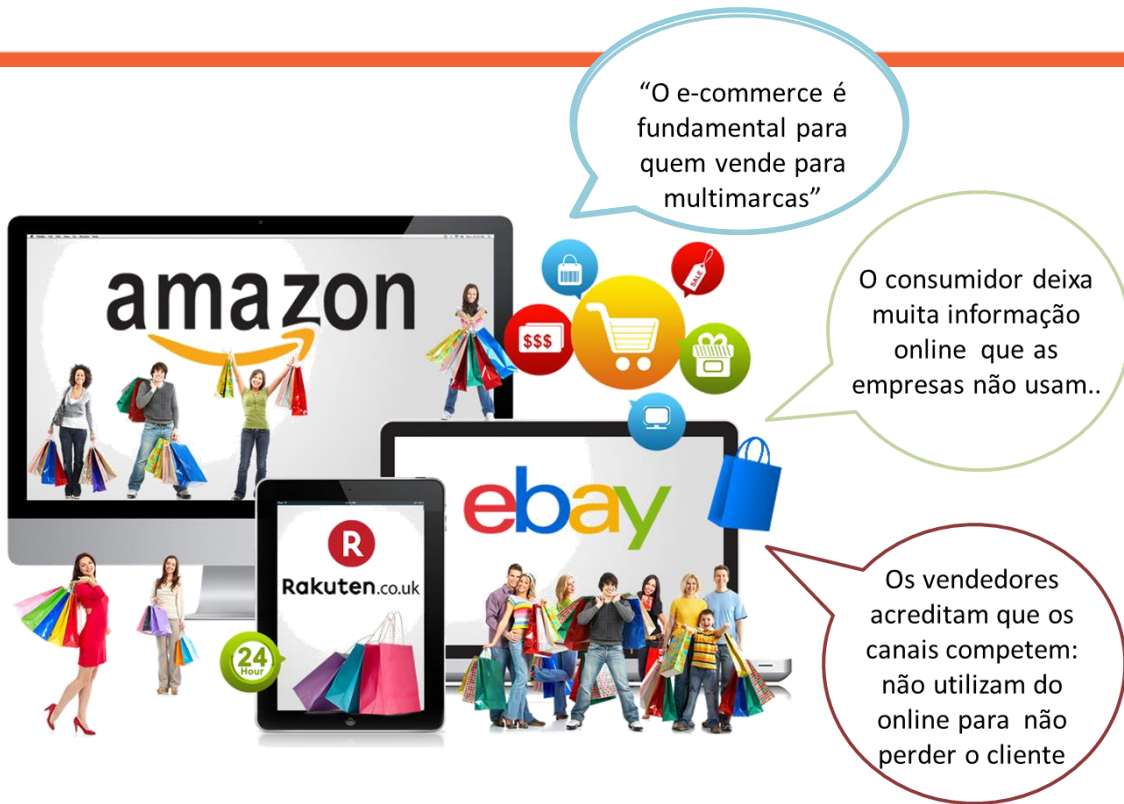 “O e-commerce é
fundamental para
quem vende para
multimarcas”
O consumidor deixa
muita informação
online  que as
empresas não usam..
Os vendedores
acreditam que os
canais competem:
não utilizam do
online para  não
perder o cliente
amazon
SALE
$$$
ebay
R
Rakuten.co.uk
24
Hour